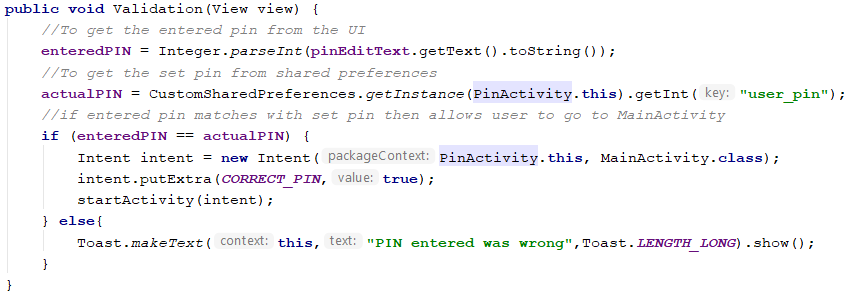 public void Validation(View view) {
//To get the entered pin from the UI
enteredPIN = Integer.parseInt(pinEditText.getText().toString());
//To get the set pin from shared preferences
actualPIN = CustomSharedPreferences.getInstance(PinActivity.this).getInt( key: "user_pin");
//if entered pin matches with set pin then allows user to go to MainActivity
if (enteredPIN == actualPIN) {
Intent intent = new Intent( packageContext: PinActivity.this, MainActivity.class);
intent.putExtra(CORRECT_PIN, value: true);
startActivity(intent);
} else{
Toast.makeText( context: this, text: "PIN entered was wrong",Toast.LENGTH_LONG).show();
}
}